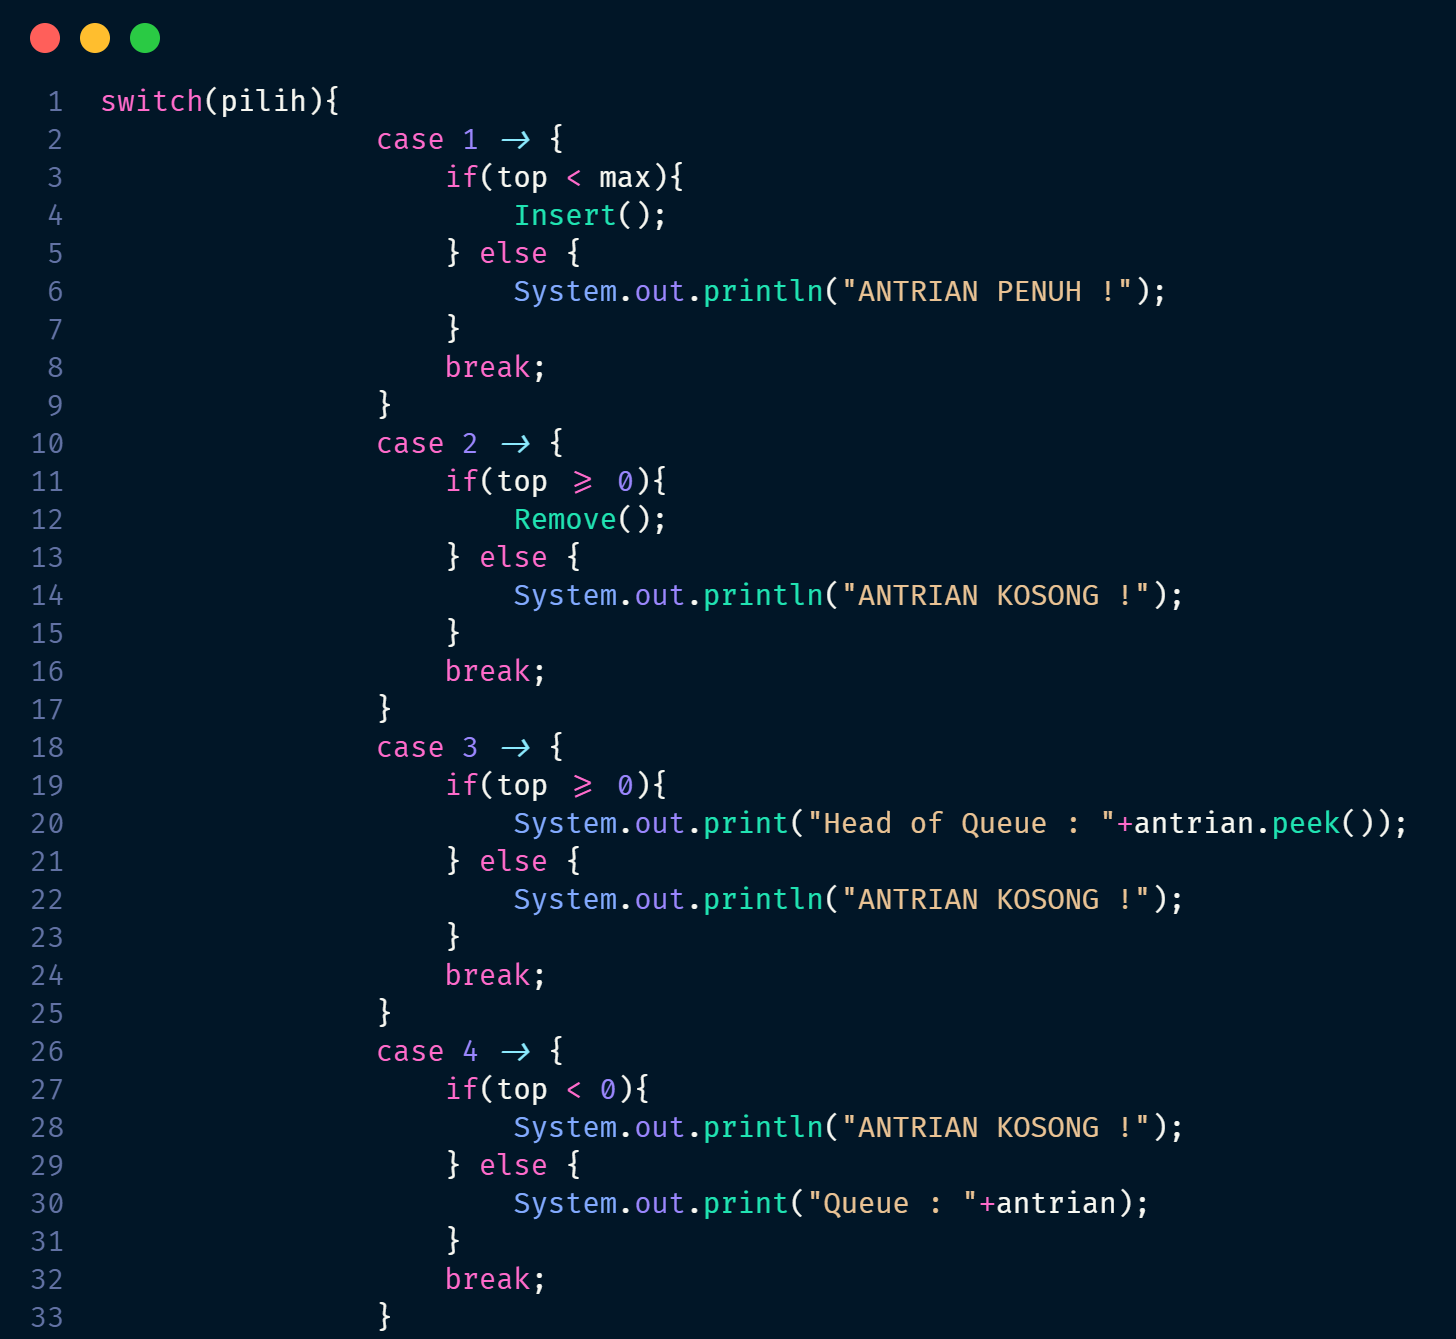 1 switch(pilih){
2                 case 1 -> {
3                     if(top < max){
4                         Insert();
5                     } else {
6                         System.out.println("ANTRIAN PENUH !");
7                     }
8                     break;
9                 }
10                 case 2 -> {
11                     if(top >= 0){
12                         Remove();
13                     } else {
14                         System.out.println("ANTRIAN KOSONG !");
15                     }
16                     break;
17                 }
18                 case 3 -> {
19                     if(top >= 0){
20                         System.out.print("Head of Queue : "+antrian.peek());
21                     } else {
22                         System.out.println("ANTRIAN KOSONG !");
23                     }
24                     break;
25                 }
26                 case 4 -> {
27                     if(top < 0){
28                         System.out.println("ANTRIAN KOSONG !");
29                     } else {
30                         System.out.print("Queue : "+antrian);
31                     }
32                     break;
33                 }